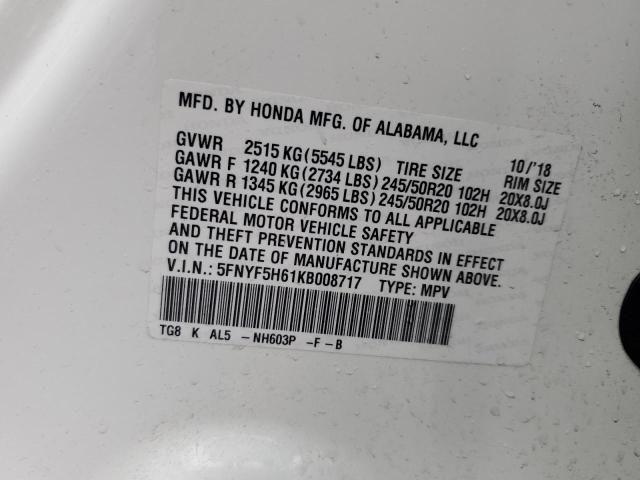 MFD. BY HONDA MFG. OF ALABAMA, LLC
10/'18
GVWR 2515 KG(5545 LBS) TIRE SIZE RIM SIZE
GAWR F 1240 KG(2734 LBS)245/50R20 102H 20X8.0J
GAWR R 1345 KG(2965 LBS)245/50R20 102H 20X8.0J
THIS VEHICLE CONFORMS TO ALL APPLICABLE
FEDERAL MOTOR VEHICLE SAFETY
AND THEFT PREVENTION STANDARDS IN EFFECT
ON THE DATE OF MANUFACTURE SHOWN ABOVE.
V.I.N.: 5FNYF5H61KB008717 TYPE: MPV
TG8 K AL5 -NH603P -F-B